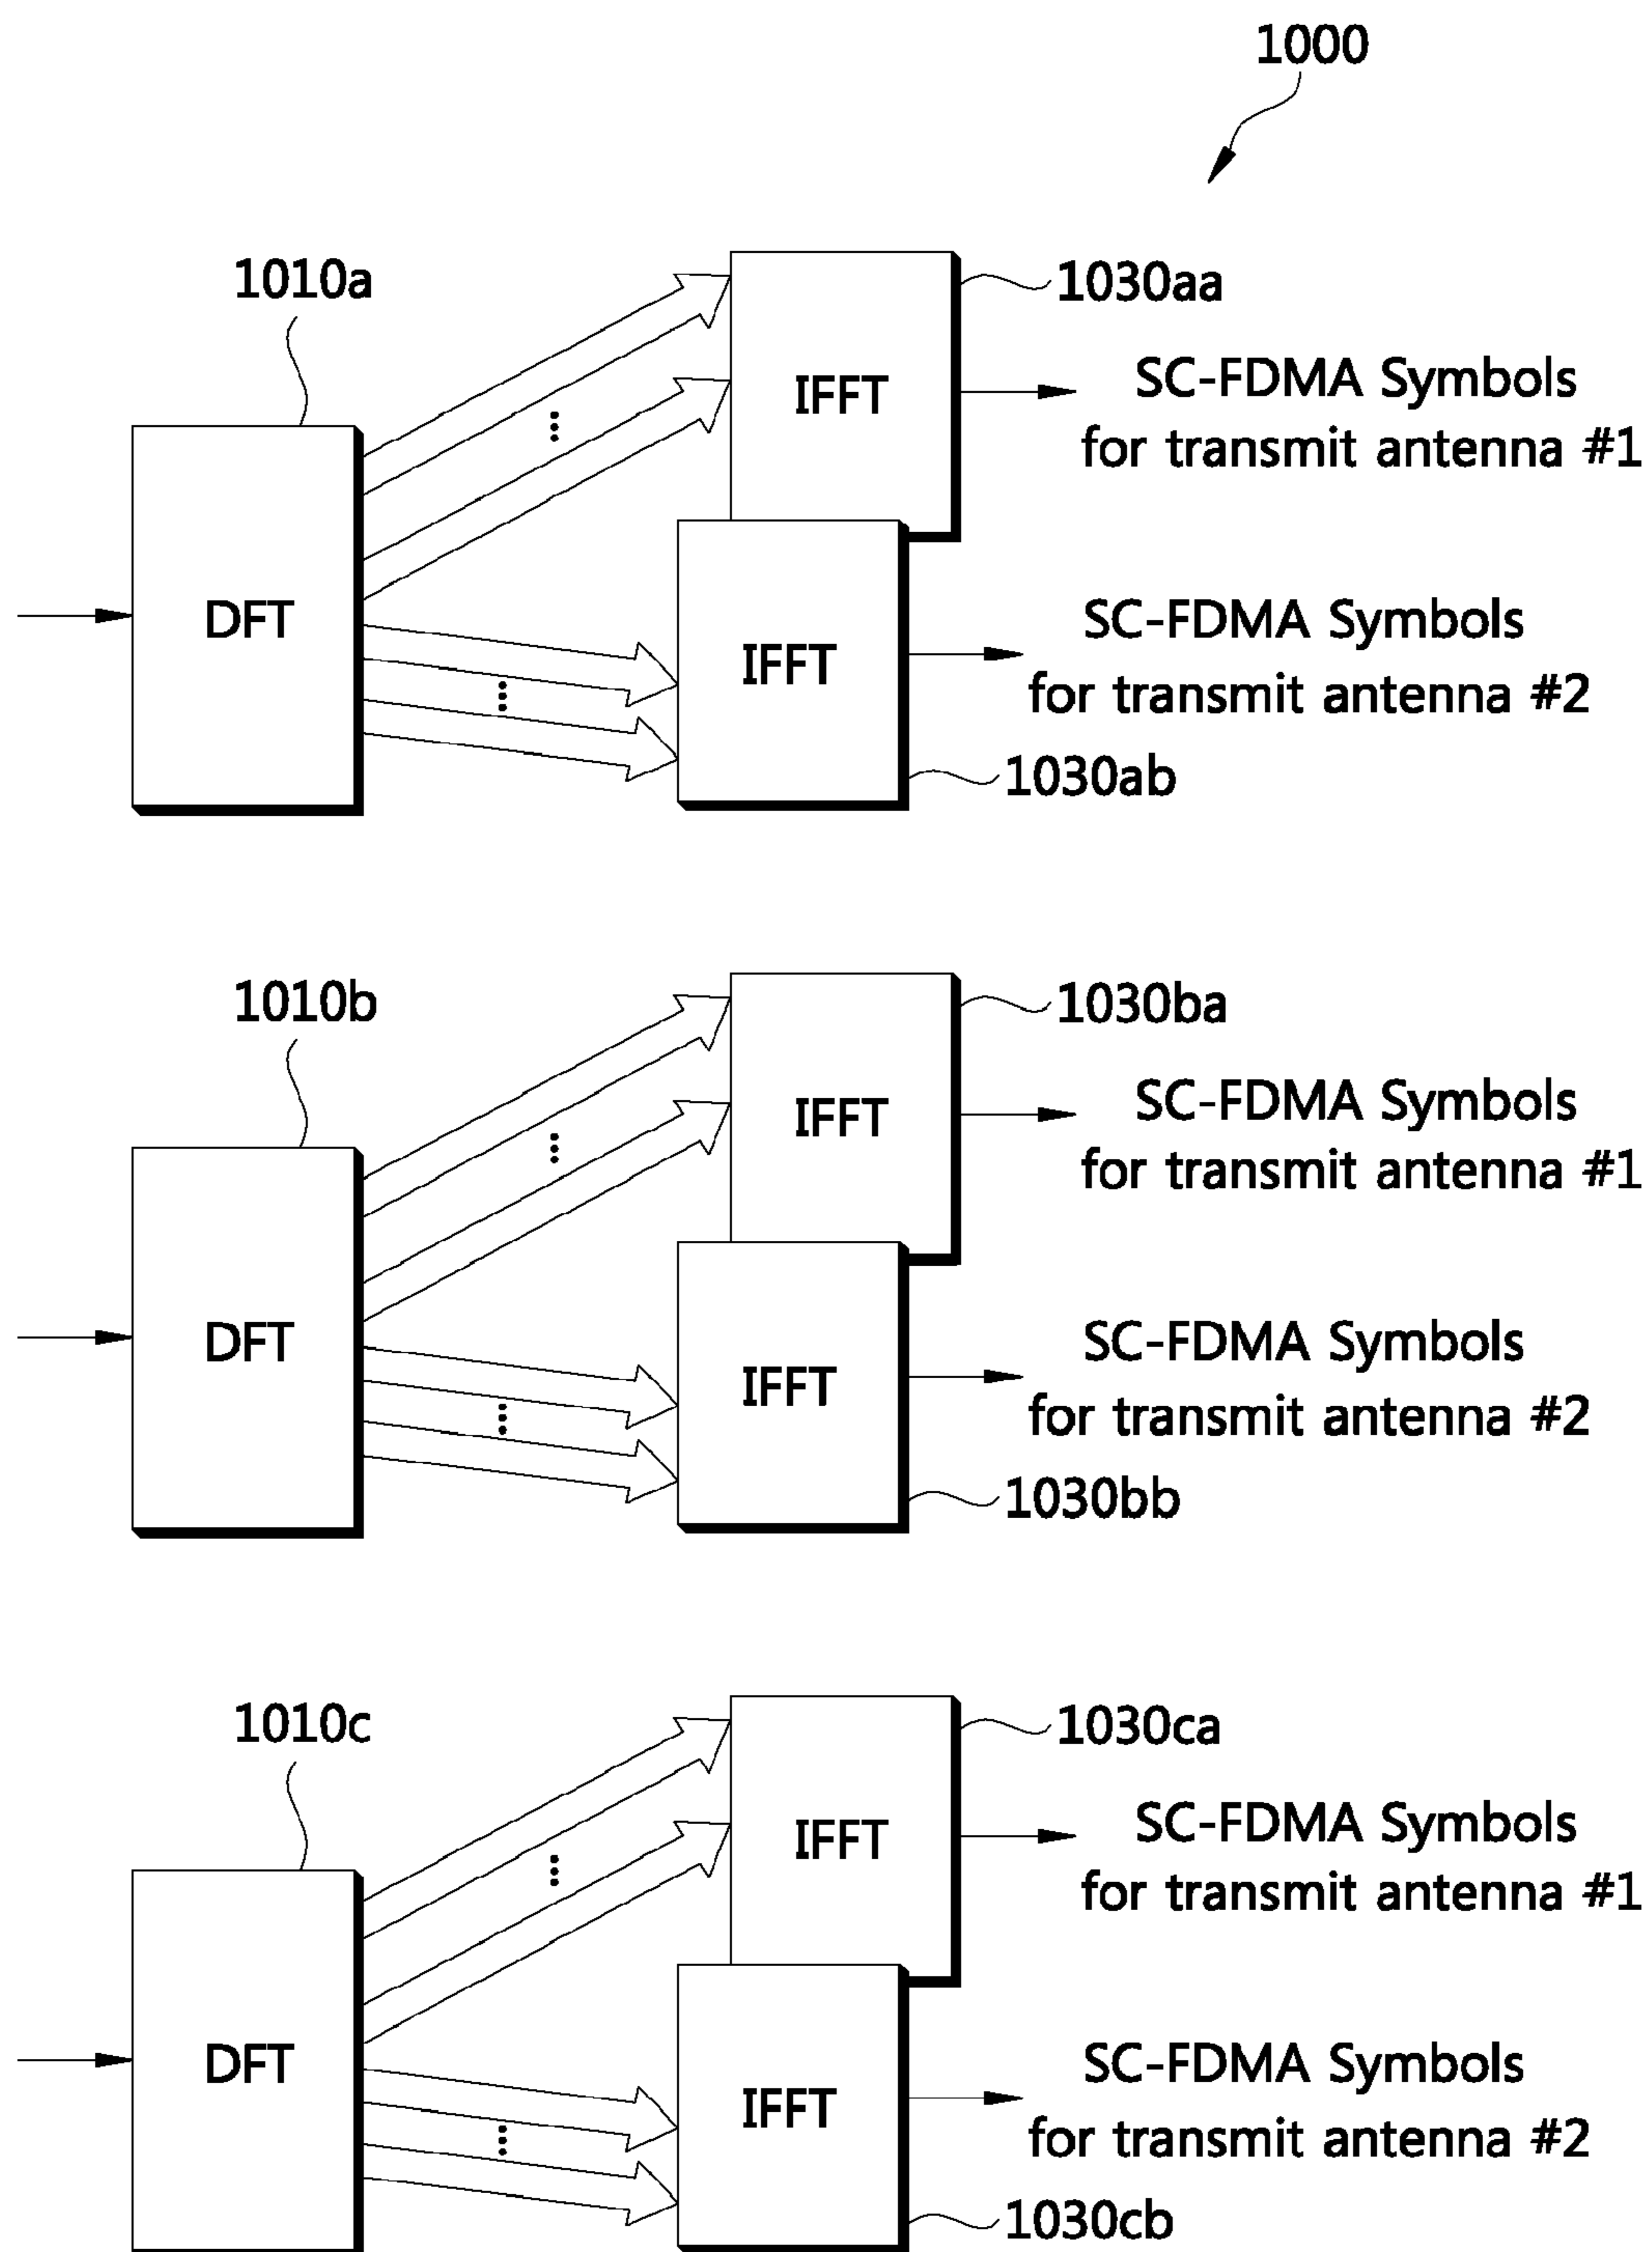 1000
1010a
1030aa
IFFT
SC-FDMA Symbols
for transmit antenna #1
DFT
IFFT
SC-FDMA Symbols
for transmit antenna #2
1030ab
1010b
1030ba
IFFT
SC-FDMA Symbols
for transmit antenna #1
DFT
IFFT
SC-FDMA Symbols
for transmit antenna #2
1030bb
1010c
1030ca
IFFT
SC-FDMA Symbols
for transmit antenna #1
DFT
IFFT
SC-FDMA Symbols
for transmit antenna #2
1030cb